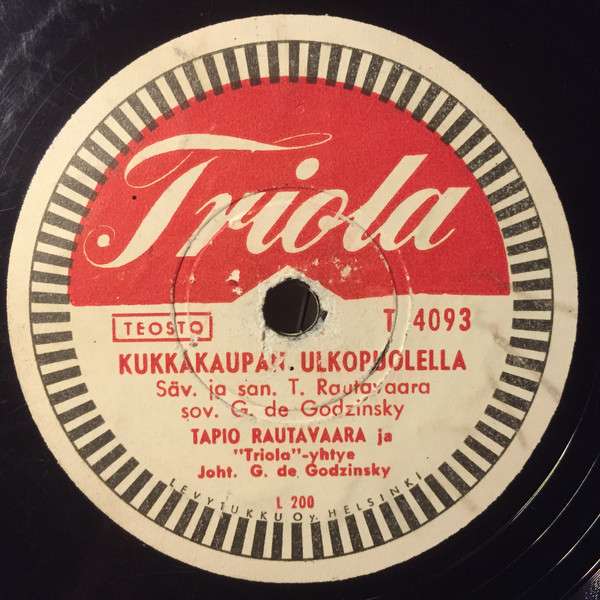 Triola
TEOSTO
T 4093
KUKKAKAUPAN ULKOPUOLELLA
Säv. ja san. T. Rautavaara
sov. G. de Godzinsky
TAPIO RAUTAVAARA ja
"Triola"-yhtye
Joht. G. de Godzinsky
L 200
LEVYTUKKU Oy. HELSINKI